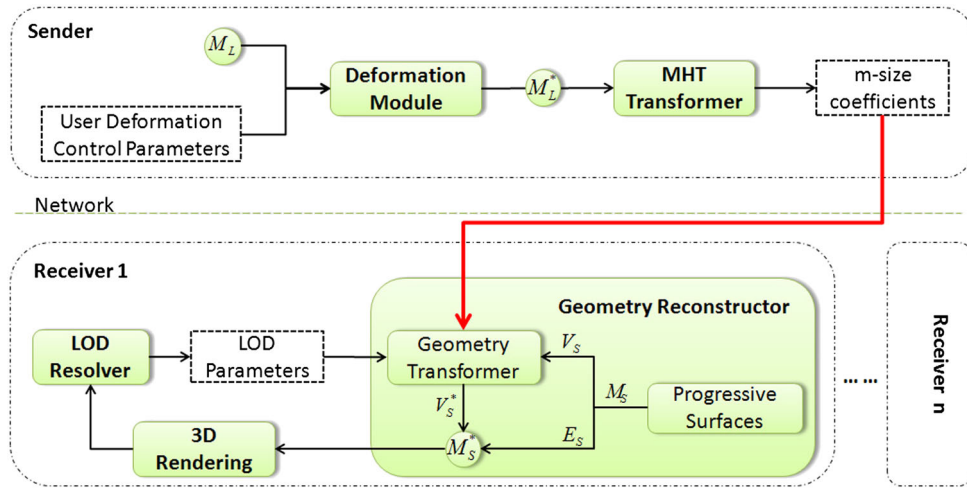 Sender
M_L
User Deformation
Control Parameters
Deformation
Module
M_L^*
MHT
Transformer
m-size
coefficients
Network
Receiver 1
Geometry Reconstructor
LOD
Resolver
LOD
Parameters
Geometry
Transformer
V_S
M_S
Progressive
Surfaces
V_S^*
E_S
M_S^*
3D
Rendering
... ...
Receiver n